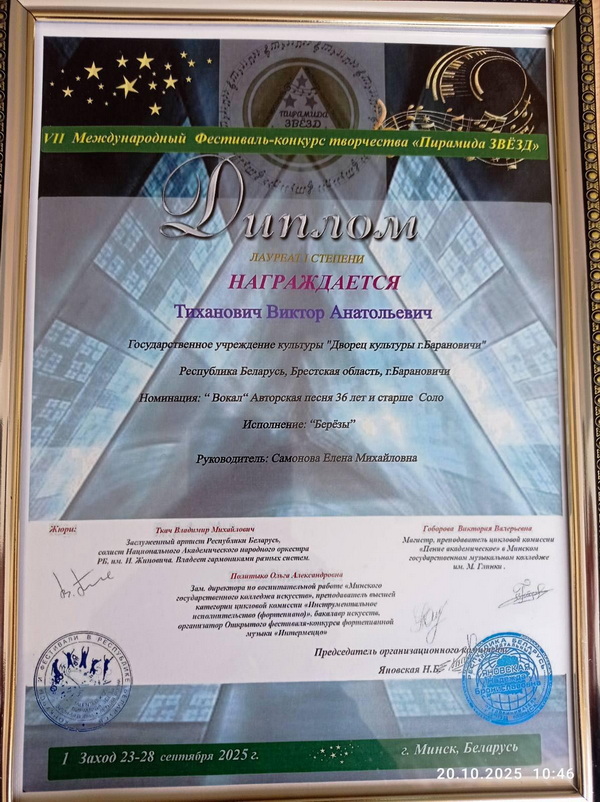 ПИРАМИДА
ЗВЁЗД
VII Международный Фестиваль-конкурс творчества «Пирамида ЗВЁЗД»
Диплом
ЛАУРЕАТ I СТЕПЕНИ
НАГРАЖДАЕТСЯ
Тиханович Виктор Анатольевич
Государственное учреждение культуры "Дворец культуры г.Барановичи"
Республика Беларусь, Брестская область, г.Барановичи
Номинация: “ Вокал“ Авторская песня 36 лет и старше Соло
Исполнение: “Берёзы”
Руководитель: Самонова Елена Михайловна
Жюри:
Ткач Владимир Михайлович
Заслуженный артист Республики Беларусь,
солист Национального Академического народного оркестра
РБ, им. И. Жиновича. Владеет гармониками разных систем.
Гоборова Виктория Валерьевна
Магистр, преподаватель цикловой комиссии
«Пение академическое» в Минском
государственном музыкальном колледже
им. М. Глинки .
Политыко Ольга Александровна
Зам. директора по воспитательной работе «Минского
государственного колледжа искусств», преподаватель высшей
категории цикловой комиссии «Инструментальное
исполнительство (фортепиано)». бакалавр искусств,
организатор Открытого фестиваля-конкурса фортепианной
музыки «Интермеццо»
Председатель организационного
Яновская Н.Б.
ЯНОВСКАЯ
I Заход 23-28 сентября 2025 г.
г. Минск, Беларусь
20.10.2025 10:46